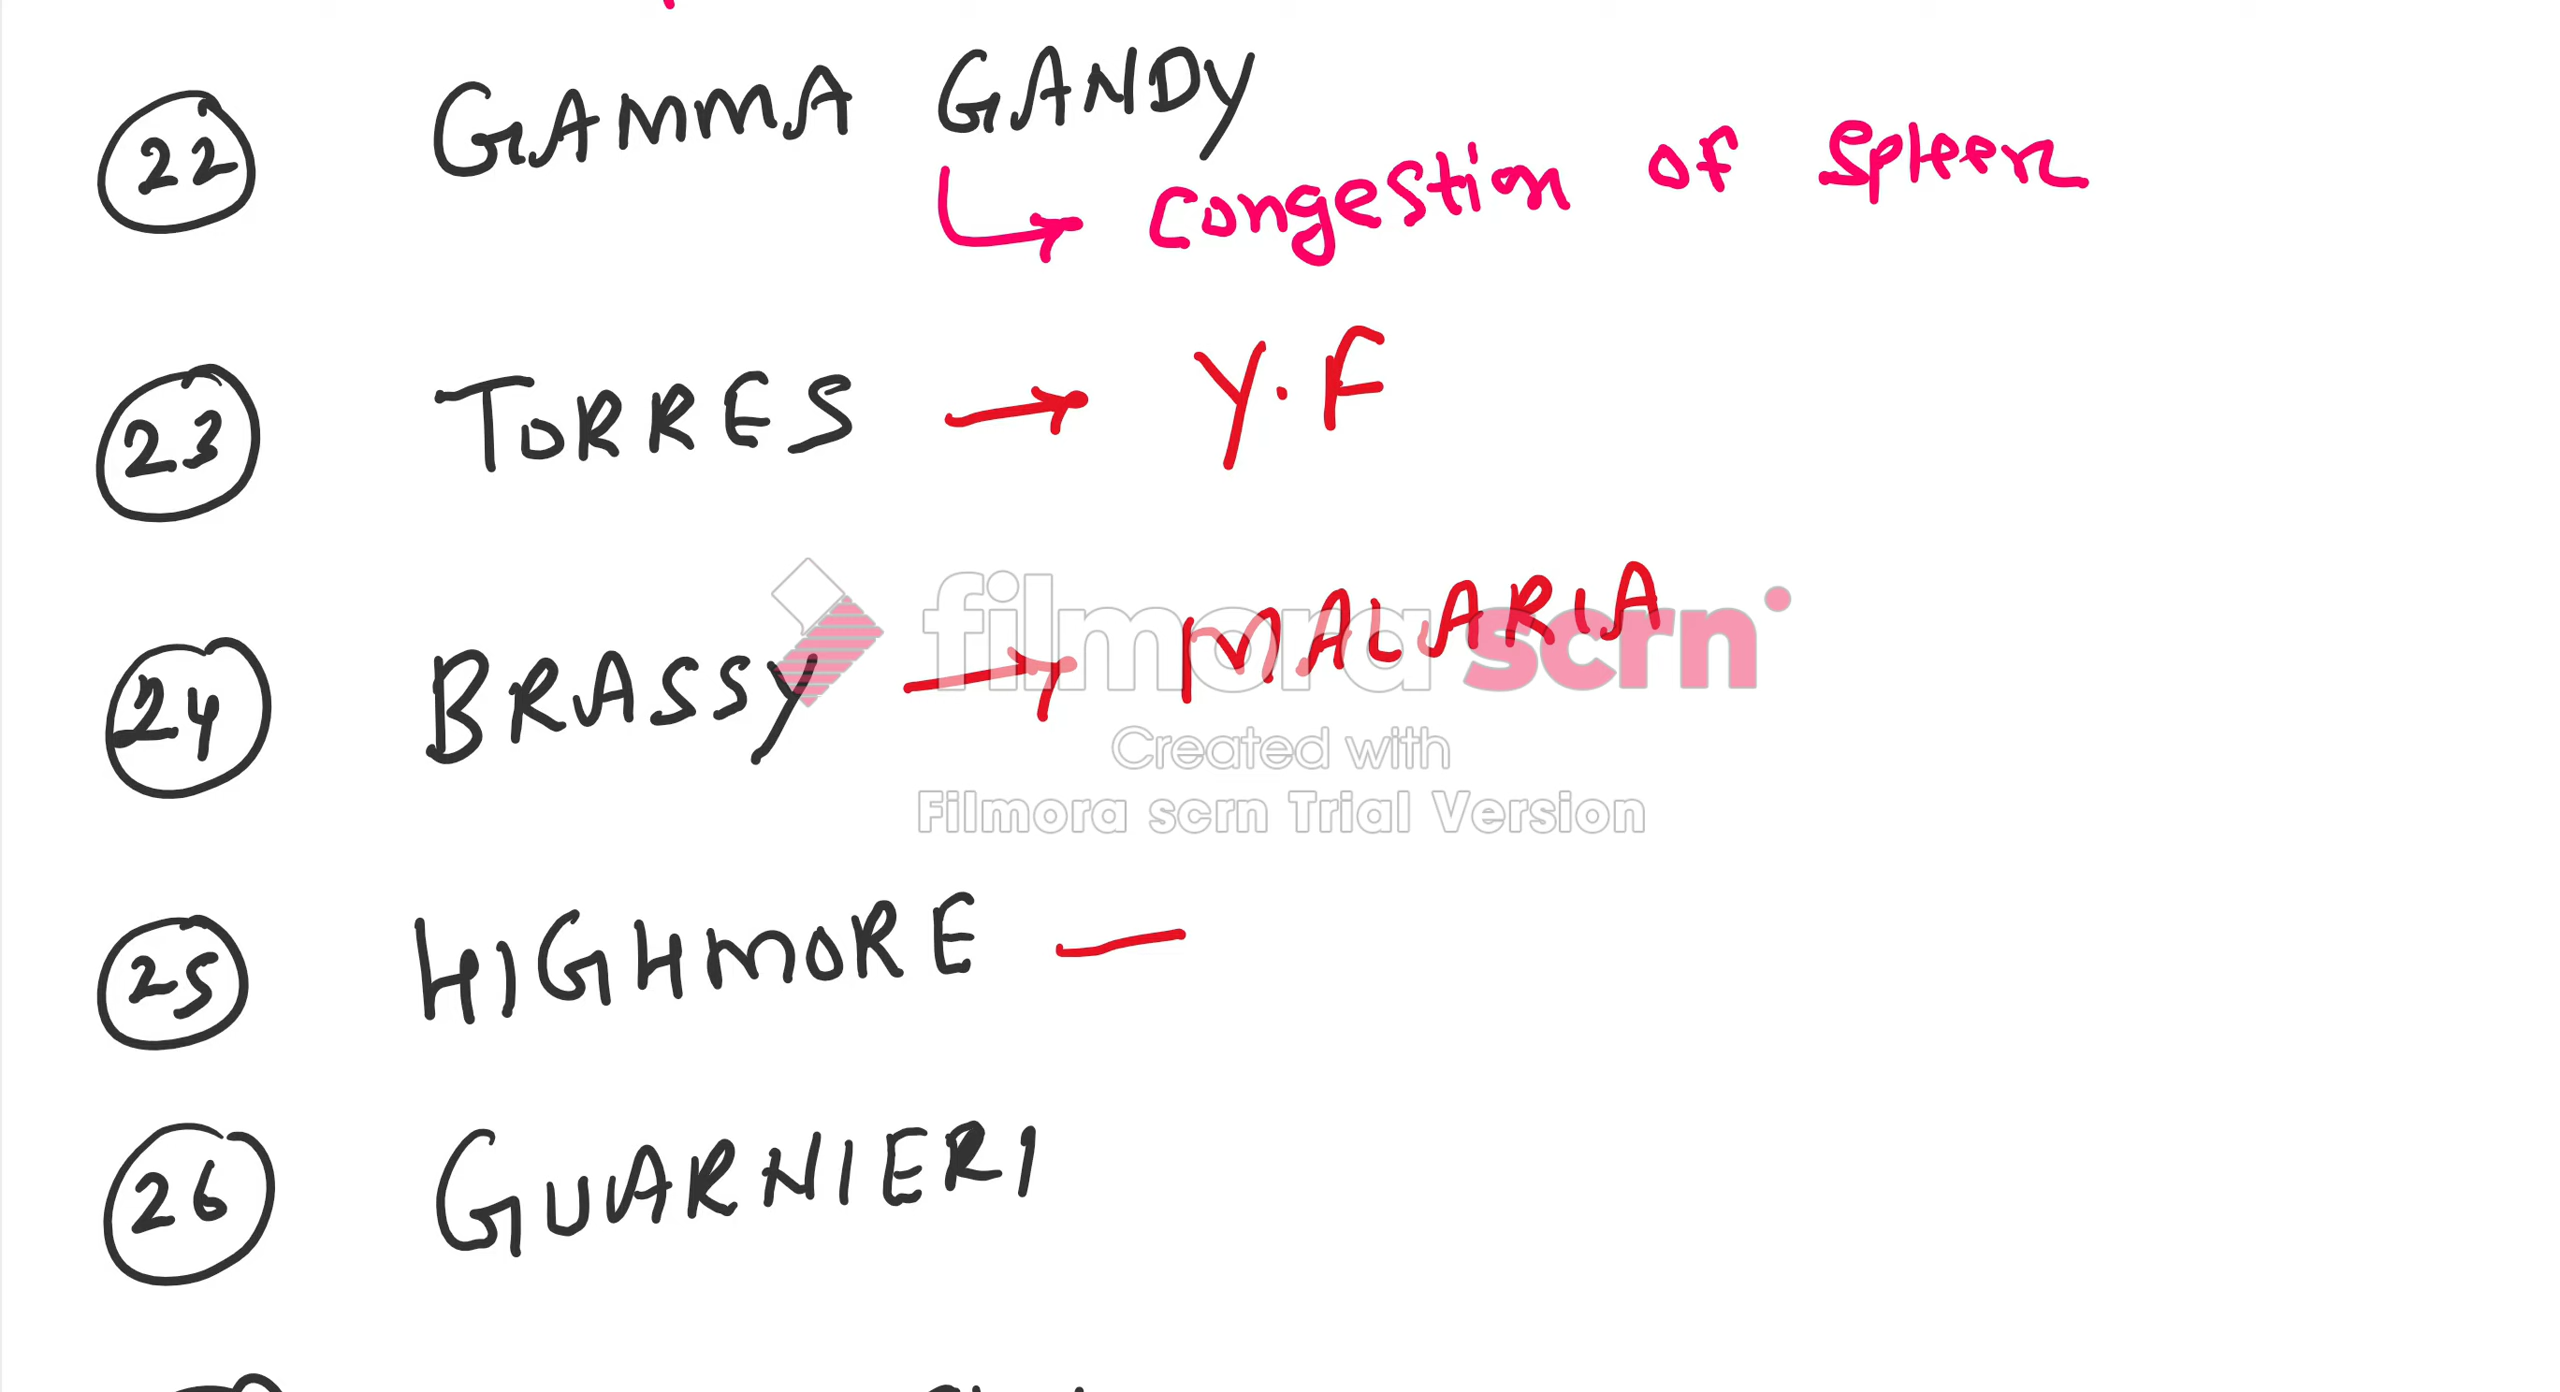 22 GAMMA GANDY
→ Congestion of Spleen
23 TORRES → Y.F
24 BRASSY → MALARIA
filmora scrn
Created with
Filmora scrn Trial Version
25 HIGHMORE —
26 GUARNIERI